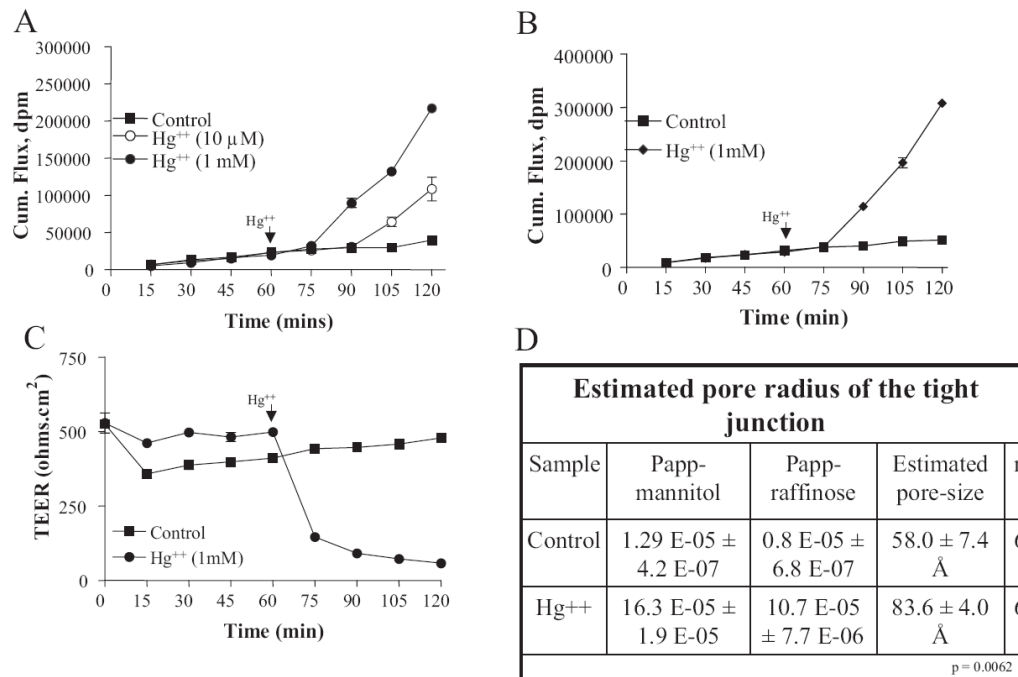 A
300000
250000
200000
150000
100000
50000
0
Cum. Flux, dpm
Control
Hg++ (10 μM)
Hg++ (1 mM)
Hg++
0 15 30 45 60 75 90 105 120
Time (mins)
B
400000
300000
200000
100000
0
Cum. Flux, dpm
Control
Hg++ (1mM)
Hg++
0 15 30 45 60 75 90 105 120
Time (min)
C
750
500
250
0
TEER (ohms.cm2)
Hg++
Control
Hg++ (1mM)
0 15 30 45 60 75 90 105 120
Time (min)
D
Estimated pore radius of the tight
junction
Sample Papp- Papp- Estimated
mannitol raffinose pore-size
Control 1.29 E-05 ± 0.8 E-05 ± 58.0 ± 7.4
4.2 E-07 6.8 E-07 Å
Hg++ 16.3 E-05 ± 10.7 E-05 83.6 ± 4.0
1.9 E-05 ± 7.7 E-06 Å
p = 0.0062